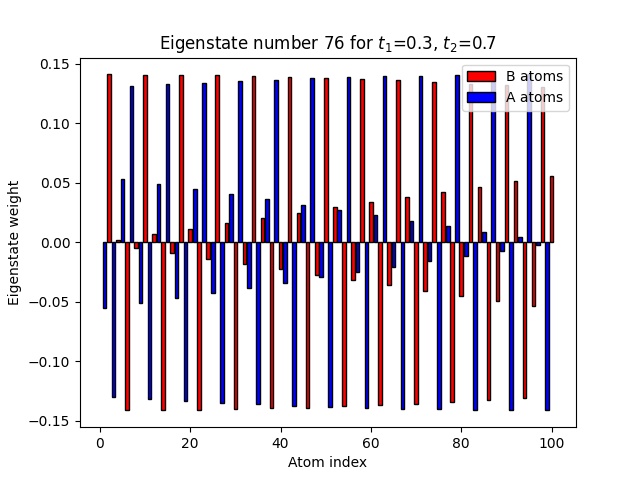 Eigenstate number 76 for t₁=0.3, t₂=0.7
B atoms
A atoms
Eigenstate weight
0.15
0.10
0.05
0.00
−0.05
−0.10
−0.15
0 20 40 60 80 100
Atom index